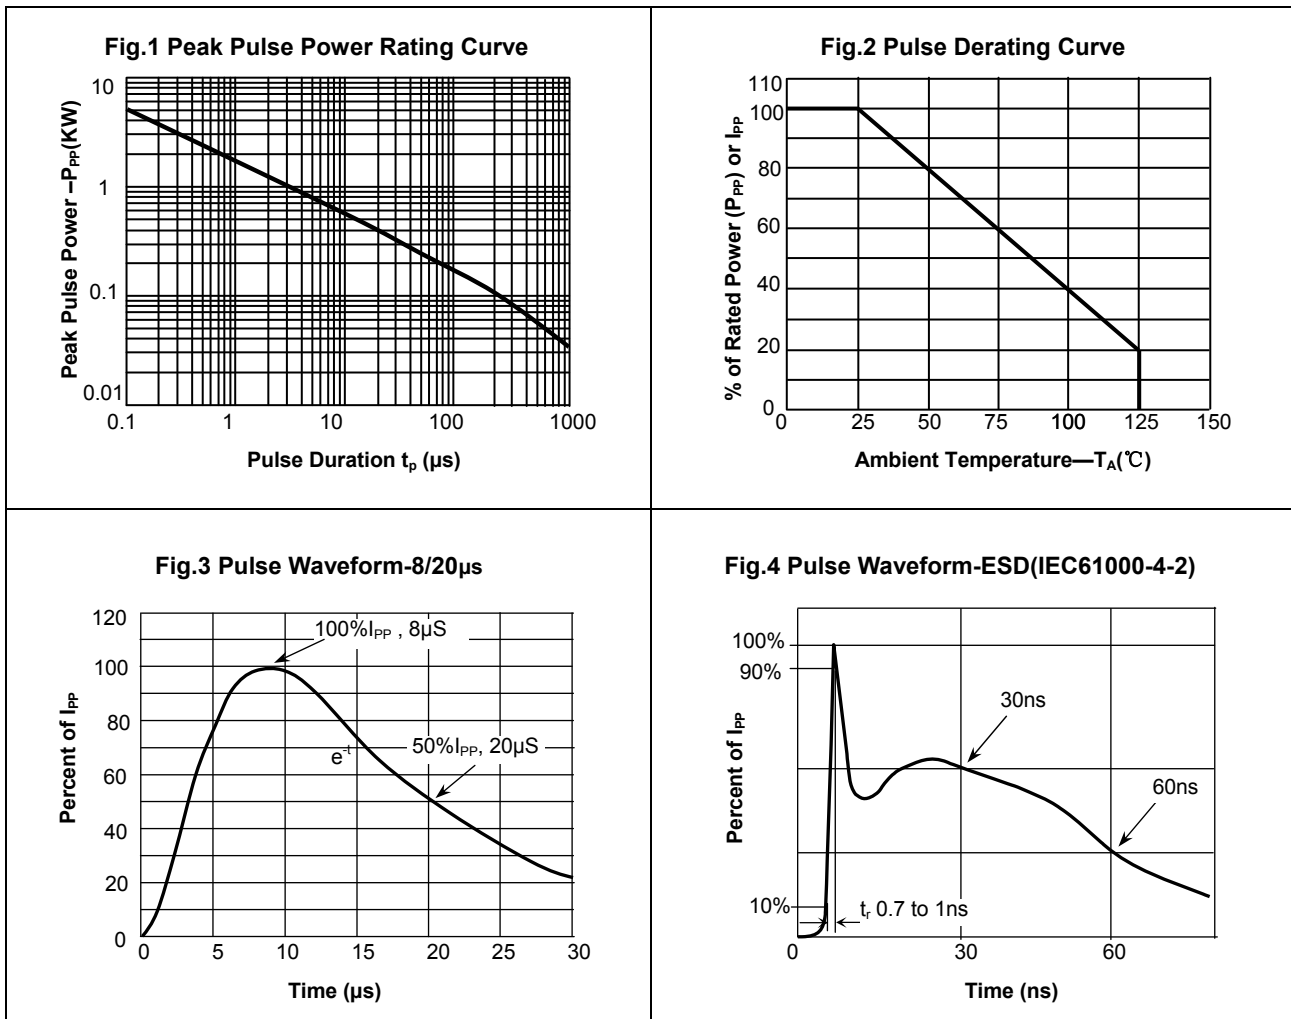 Fig.1 Peak Pulse Power Rating Curve
Peak Pulse Power –PPP(KW)
10
1
0.1
0.01
0.1 1 10 100 1000
Pulse Duration tp (µs)
Fig.2 Pulse Derating Curve
% of Rated Power (PPP) or IPP
110
100
80
60
40
20
0
0 25 50 75 100 125 150
Ambient Temperature—TA(℃)
Fig.3 Pulse Waveform-8/20µs
Percent of IPP
120
100
80
60
40
20
0
100%IPP , 8µS
e-t
50%IPP, 20µS
0 5 10 15 20 25 30
Time (µs)
Fig.4 Pulse Waveform-ESD(IEC61000-4-2)
Percent of IPP
100%
90%
10%
30ns
60ns
tr 0.7 to 1ns
0 30 60
Time (ns)